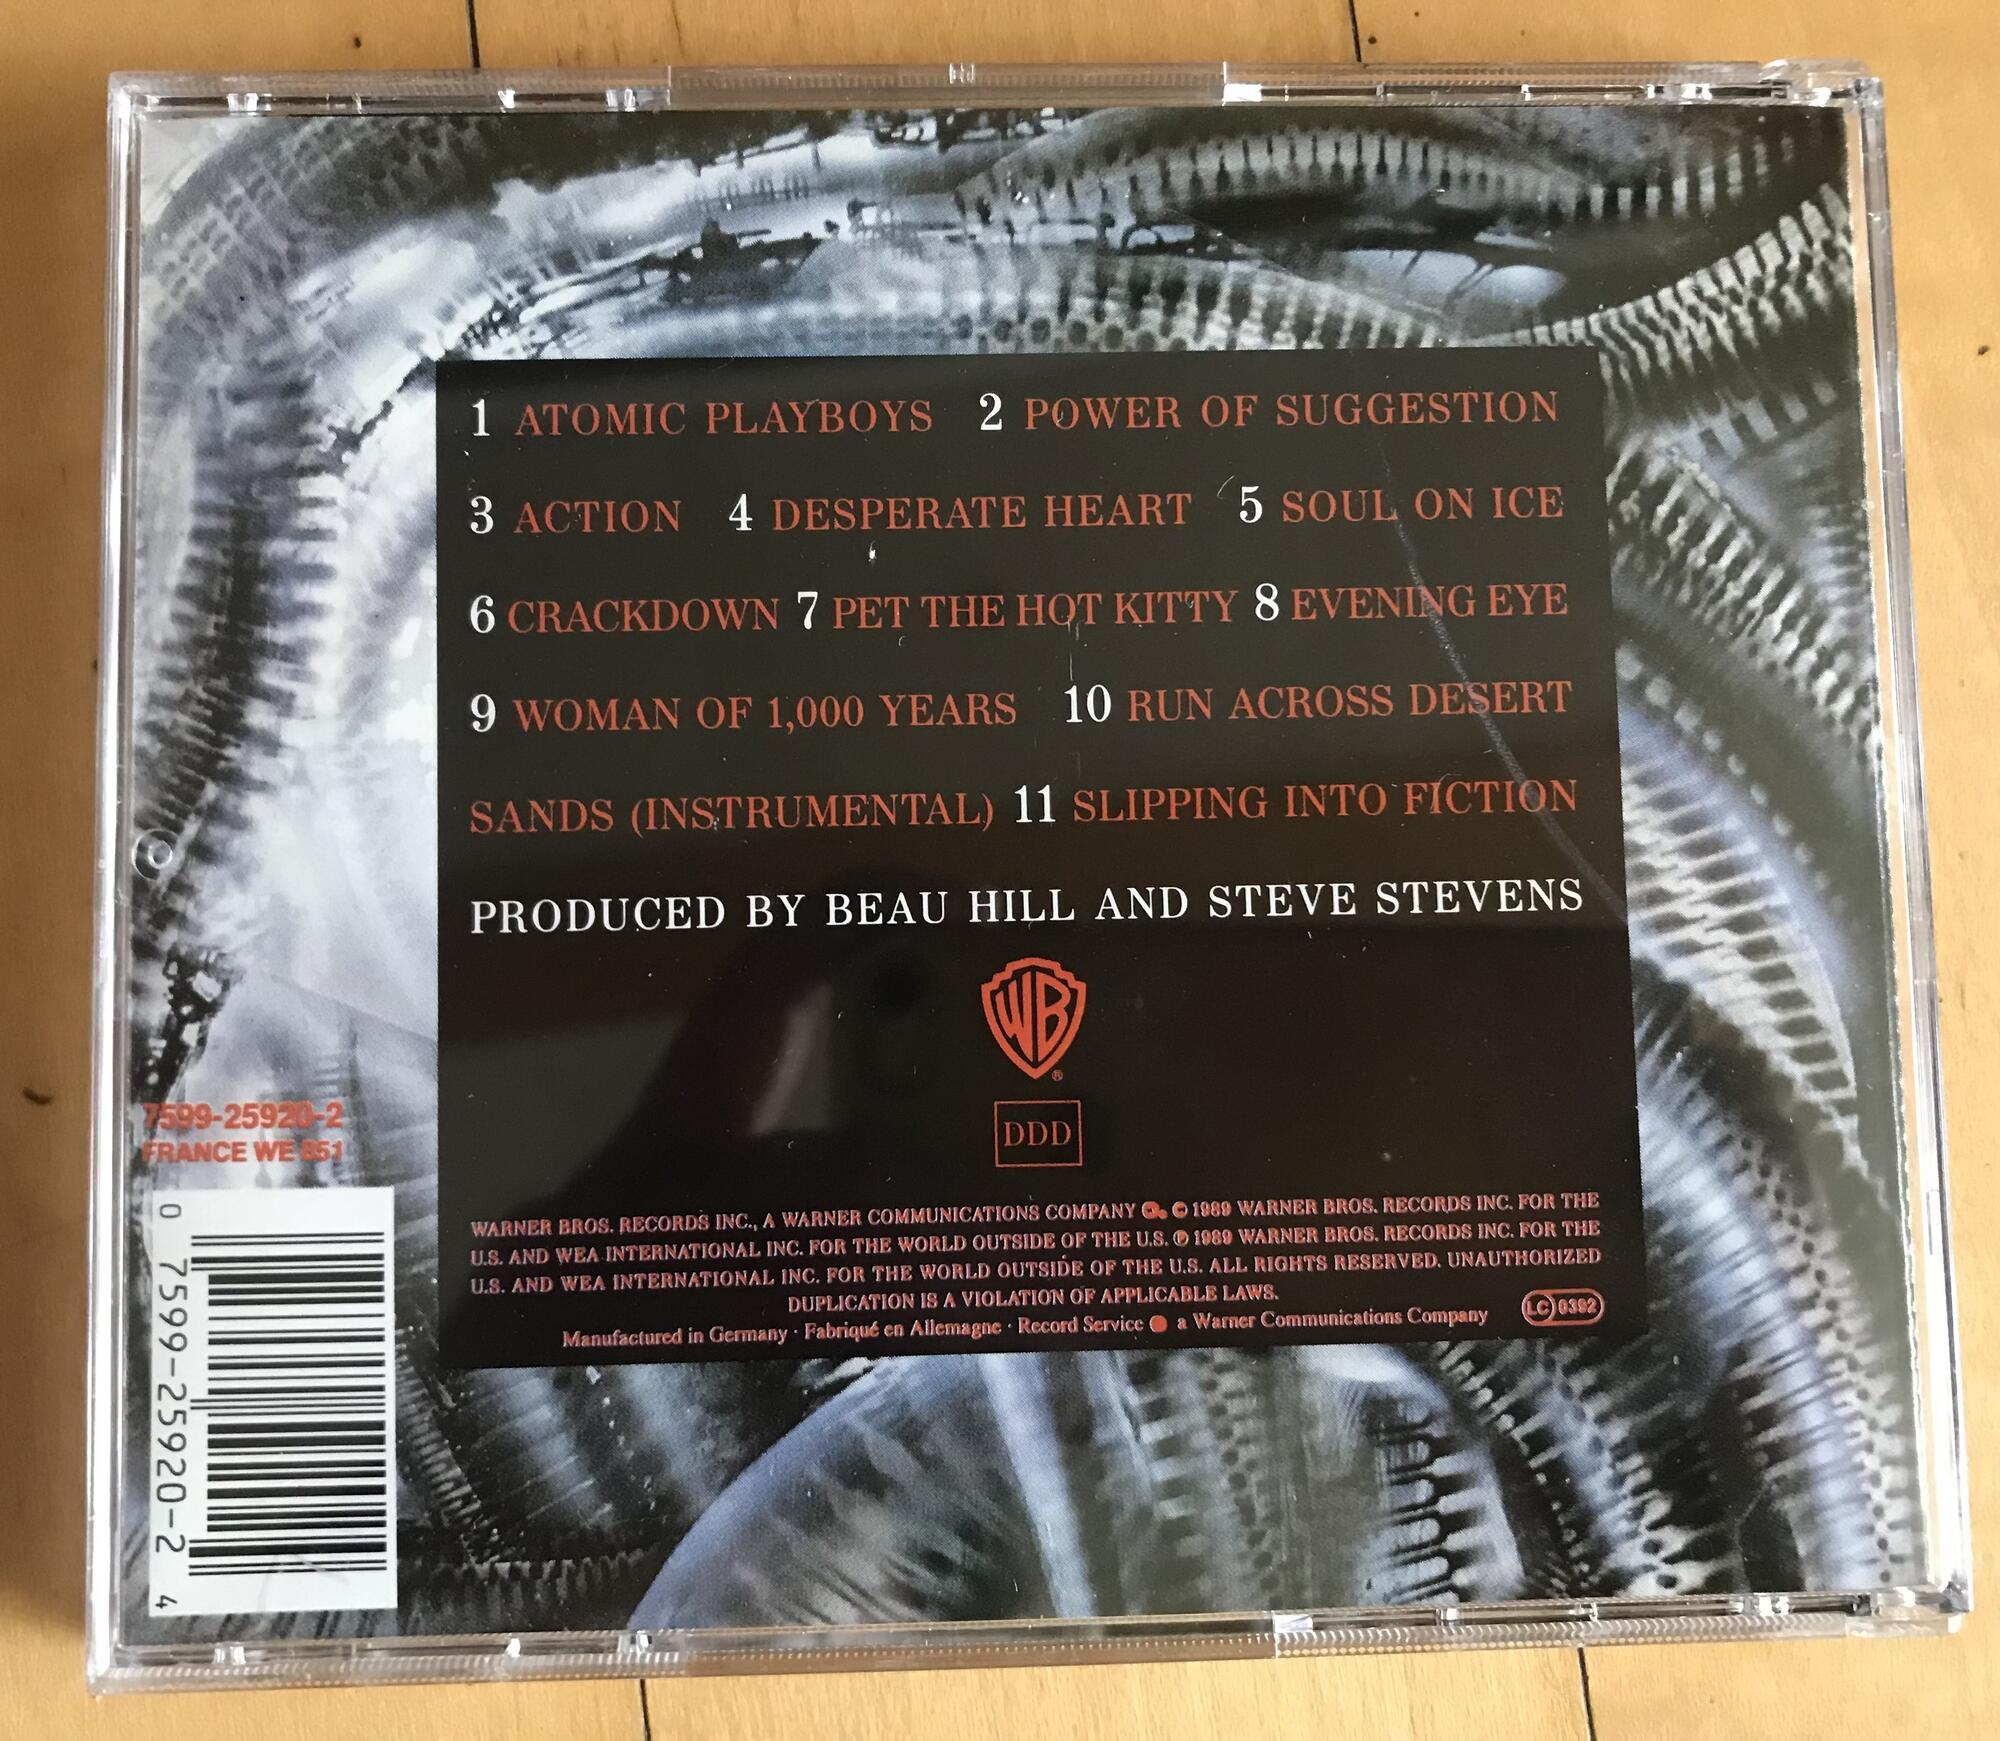 1 ATOMIC PLAYBOYS 2 POWER OF SUGGESTION
3 ACTION 4 DESPERATE HEART 5 SOUL ON ICE
6 CRACKDOWN 7 PET THE HOT KITTY 8 EVENING EYE
9 WOMAN OF 1,000 YEARS 10 RUN ACROSS DESERT
SANDS (INSTRUMENTAL) 11 SLIPPING INTO FICTION
PRODUCED BY BEAU HILL AND STEVE STEVENS
WB ®
DDD
7599-25920-2
FRANCE WE 851
WARNER BROS. RECORDS INC., A WARNER COMMUNICATIONS COMPANY © 1989 WARNER BROS. RECORDS INC. FOR THE
U.S. AND WEA INTERNATIONAL INC. FOR THE WORLD OUTSIDE OF THE U.S. ℗ 1989 WARNER BROS. RECORDS INC. FOR THE
U.S. AND WEA INTERNATIONAL INC. FOR THE WORLD OUTSIDE OF THE U.S. ALL RIGHTS RESERVED. UNAUTHORIZED
DUPLICATION IS A VIOLATION OF APPLICABLE LAWS.
Manufactured in Germany · Fabriqué en Allemagne · Record Service a Warner Communications Company
LC 0392
0 7599-25920-2 4